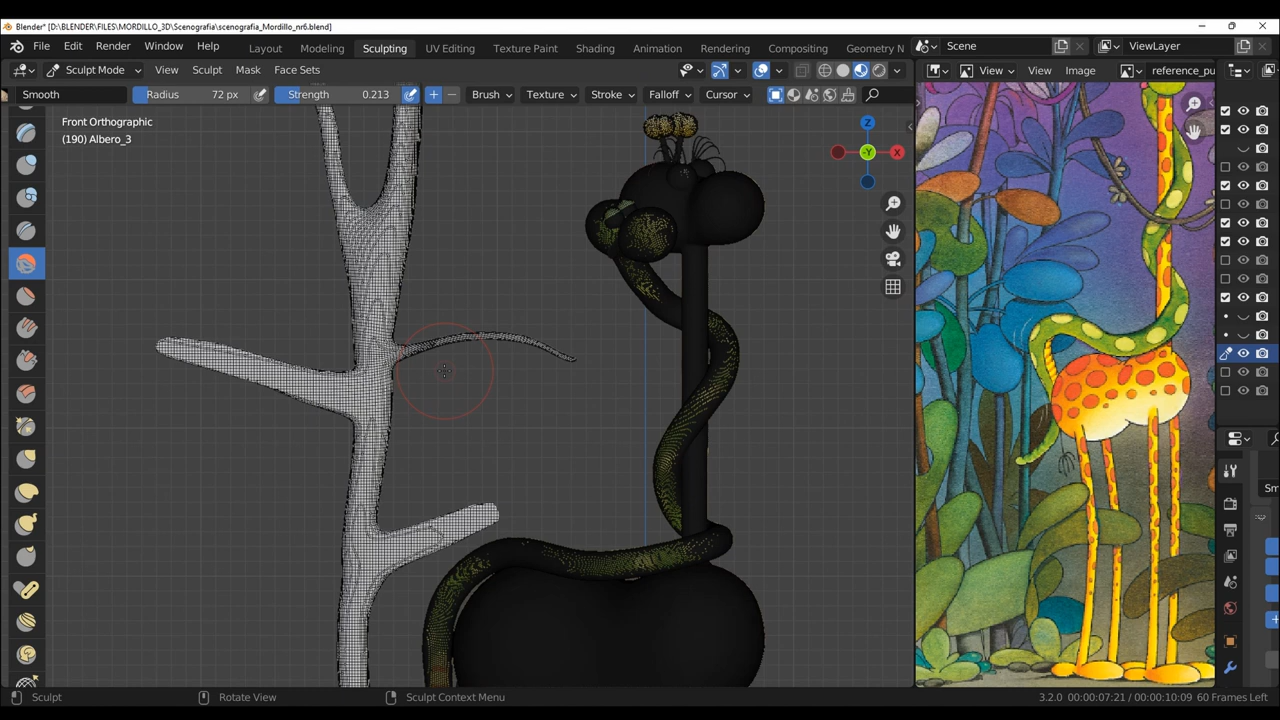 Blender* [D:\BLENDER\FILES\MORDILLO_3D\Scenografia\scenografia_Mordillo_nr6.blend]
File Edit Render Window Help Layout Modeling Sculpting UV Editing Texture Paint Shading Animation Rendering Compositing Geometry N Scene ViewLayer
Sculpt Mode View Sculpt Mask Face Sets View View Image reference_pu
Smooth Radius 72 px Strength 0.213 Brush Texture Stroke Falloff Cursor
Front Orthographic
(190) Albero_3
Z
-Y X
Sm
Sculpt Rotate View Sculpt Context Menu 3.2.0 00:00:07:21 / 00:00:10:09 60 Frames Left